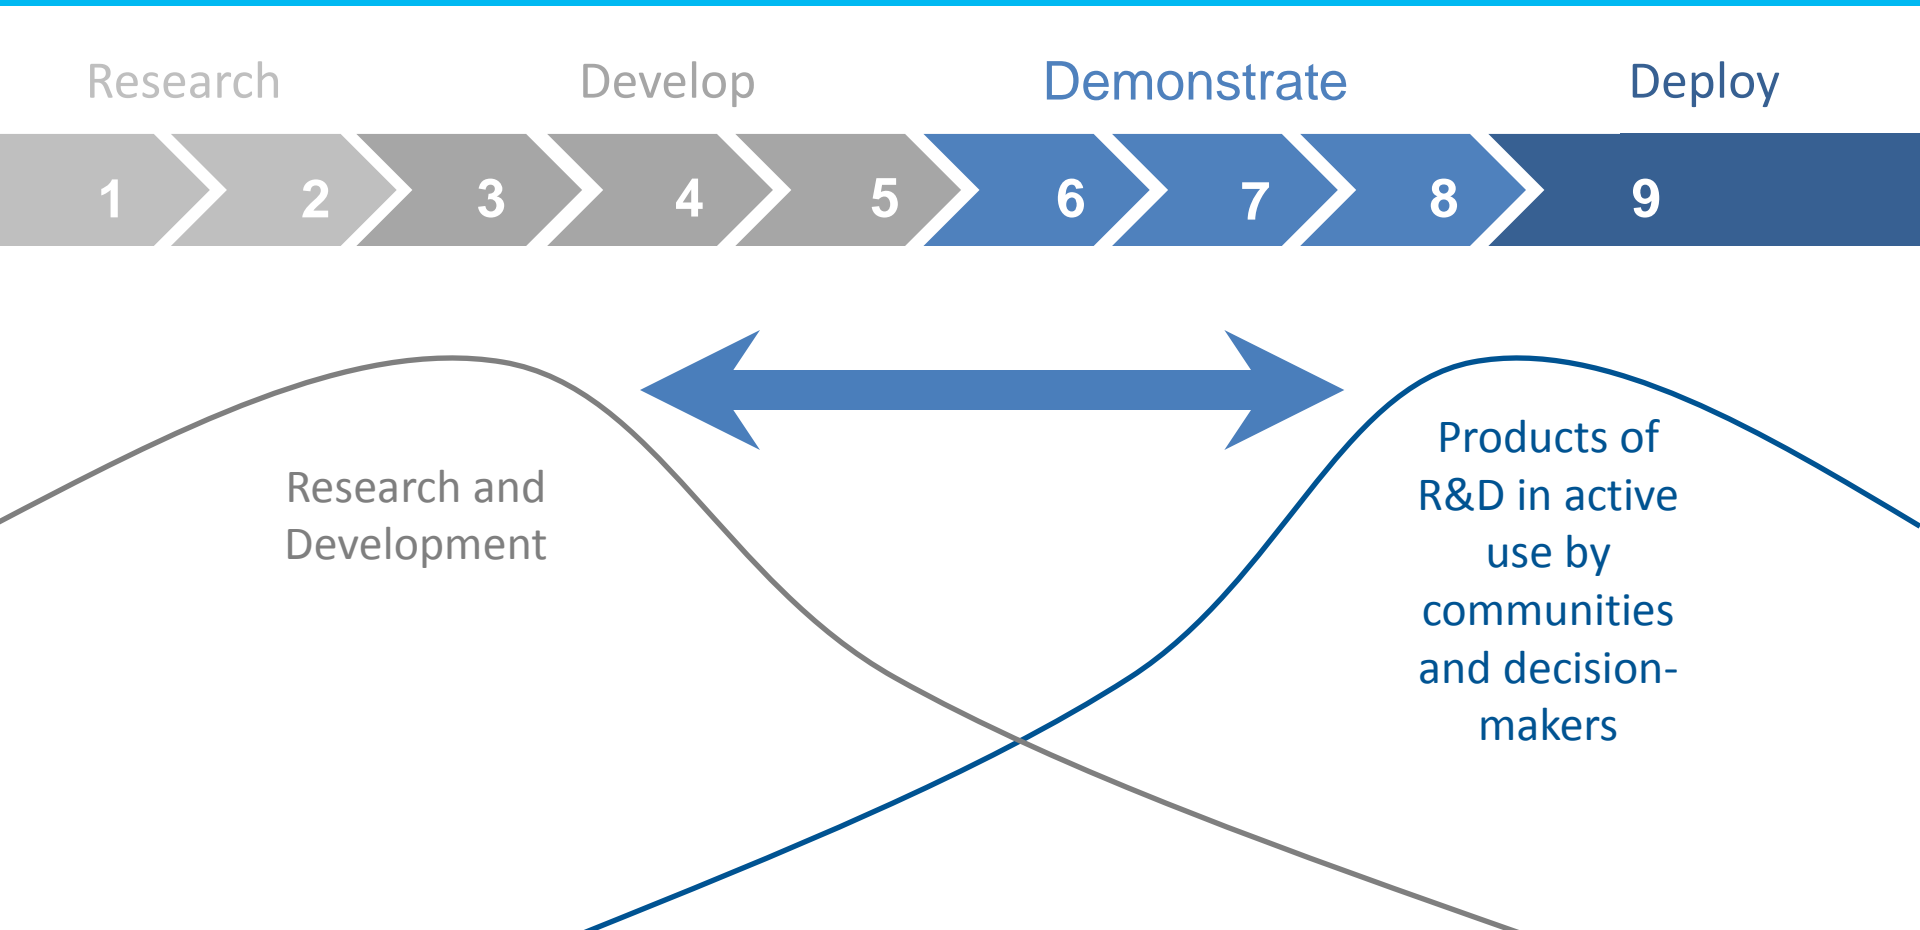 Research Develop Demonstrate Deploy
1 2 3 4 5 6 7 8 9
Research and
Development
Products of
R&D in active
use by
communities
and decision-
makers